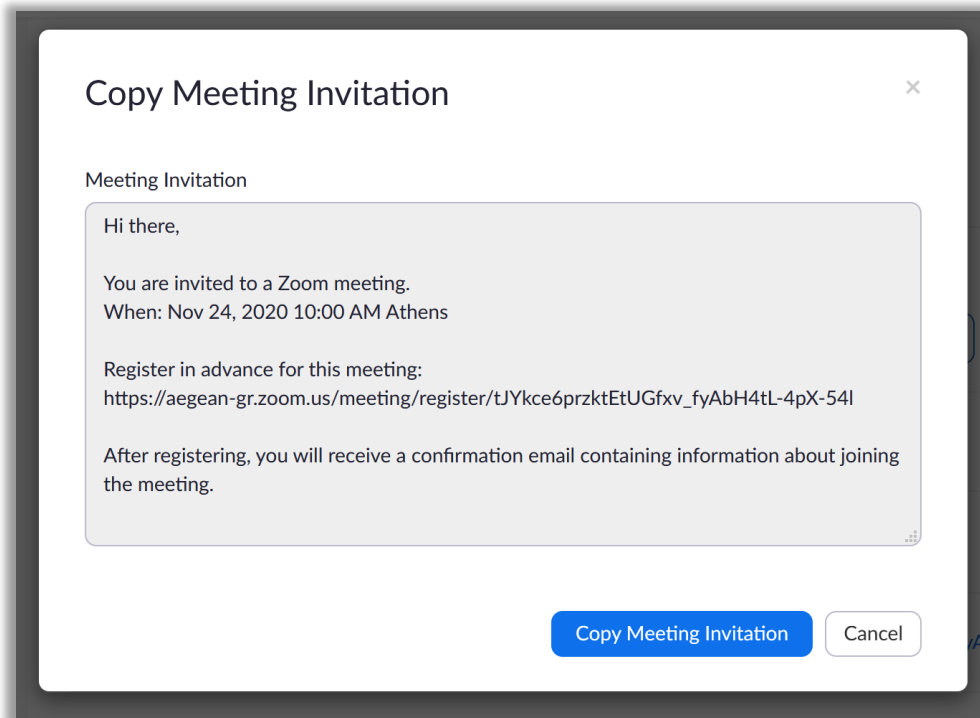 Copy Meeting Invitation
×
Meeting Invitation
Hi there,
You are invited to a Zoom meeting.
When: Nov 24, 2020 10:00 AM Athens
Register in advance for this meeting:
https://aegean-gr.zoom.us/meeting/register/tJYkce6przktEtUGfxv_fyAbH4tL-4pX-54l
After registering, you will receive a confirmation email containing information about joining
the meeting.
Copy Meeting Invitation
Cancel